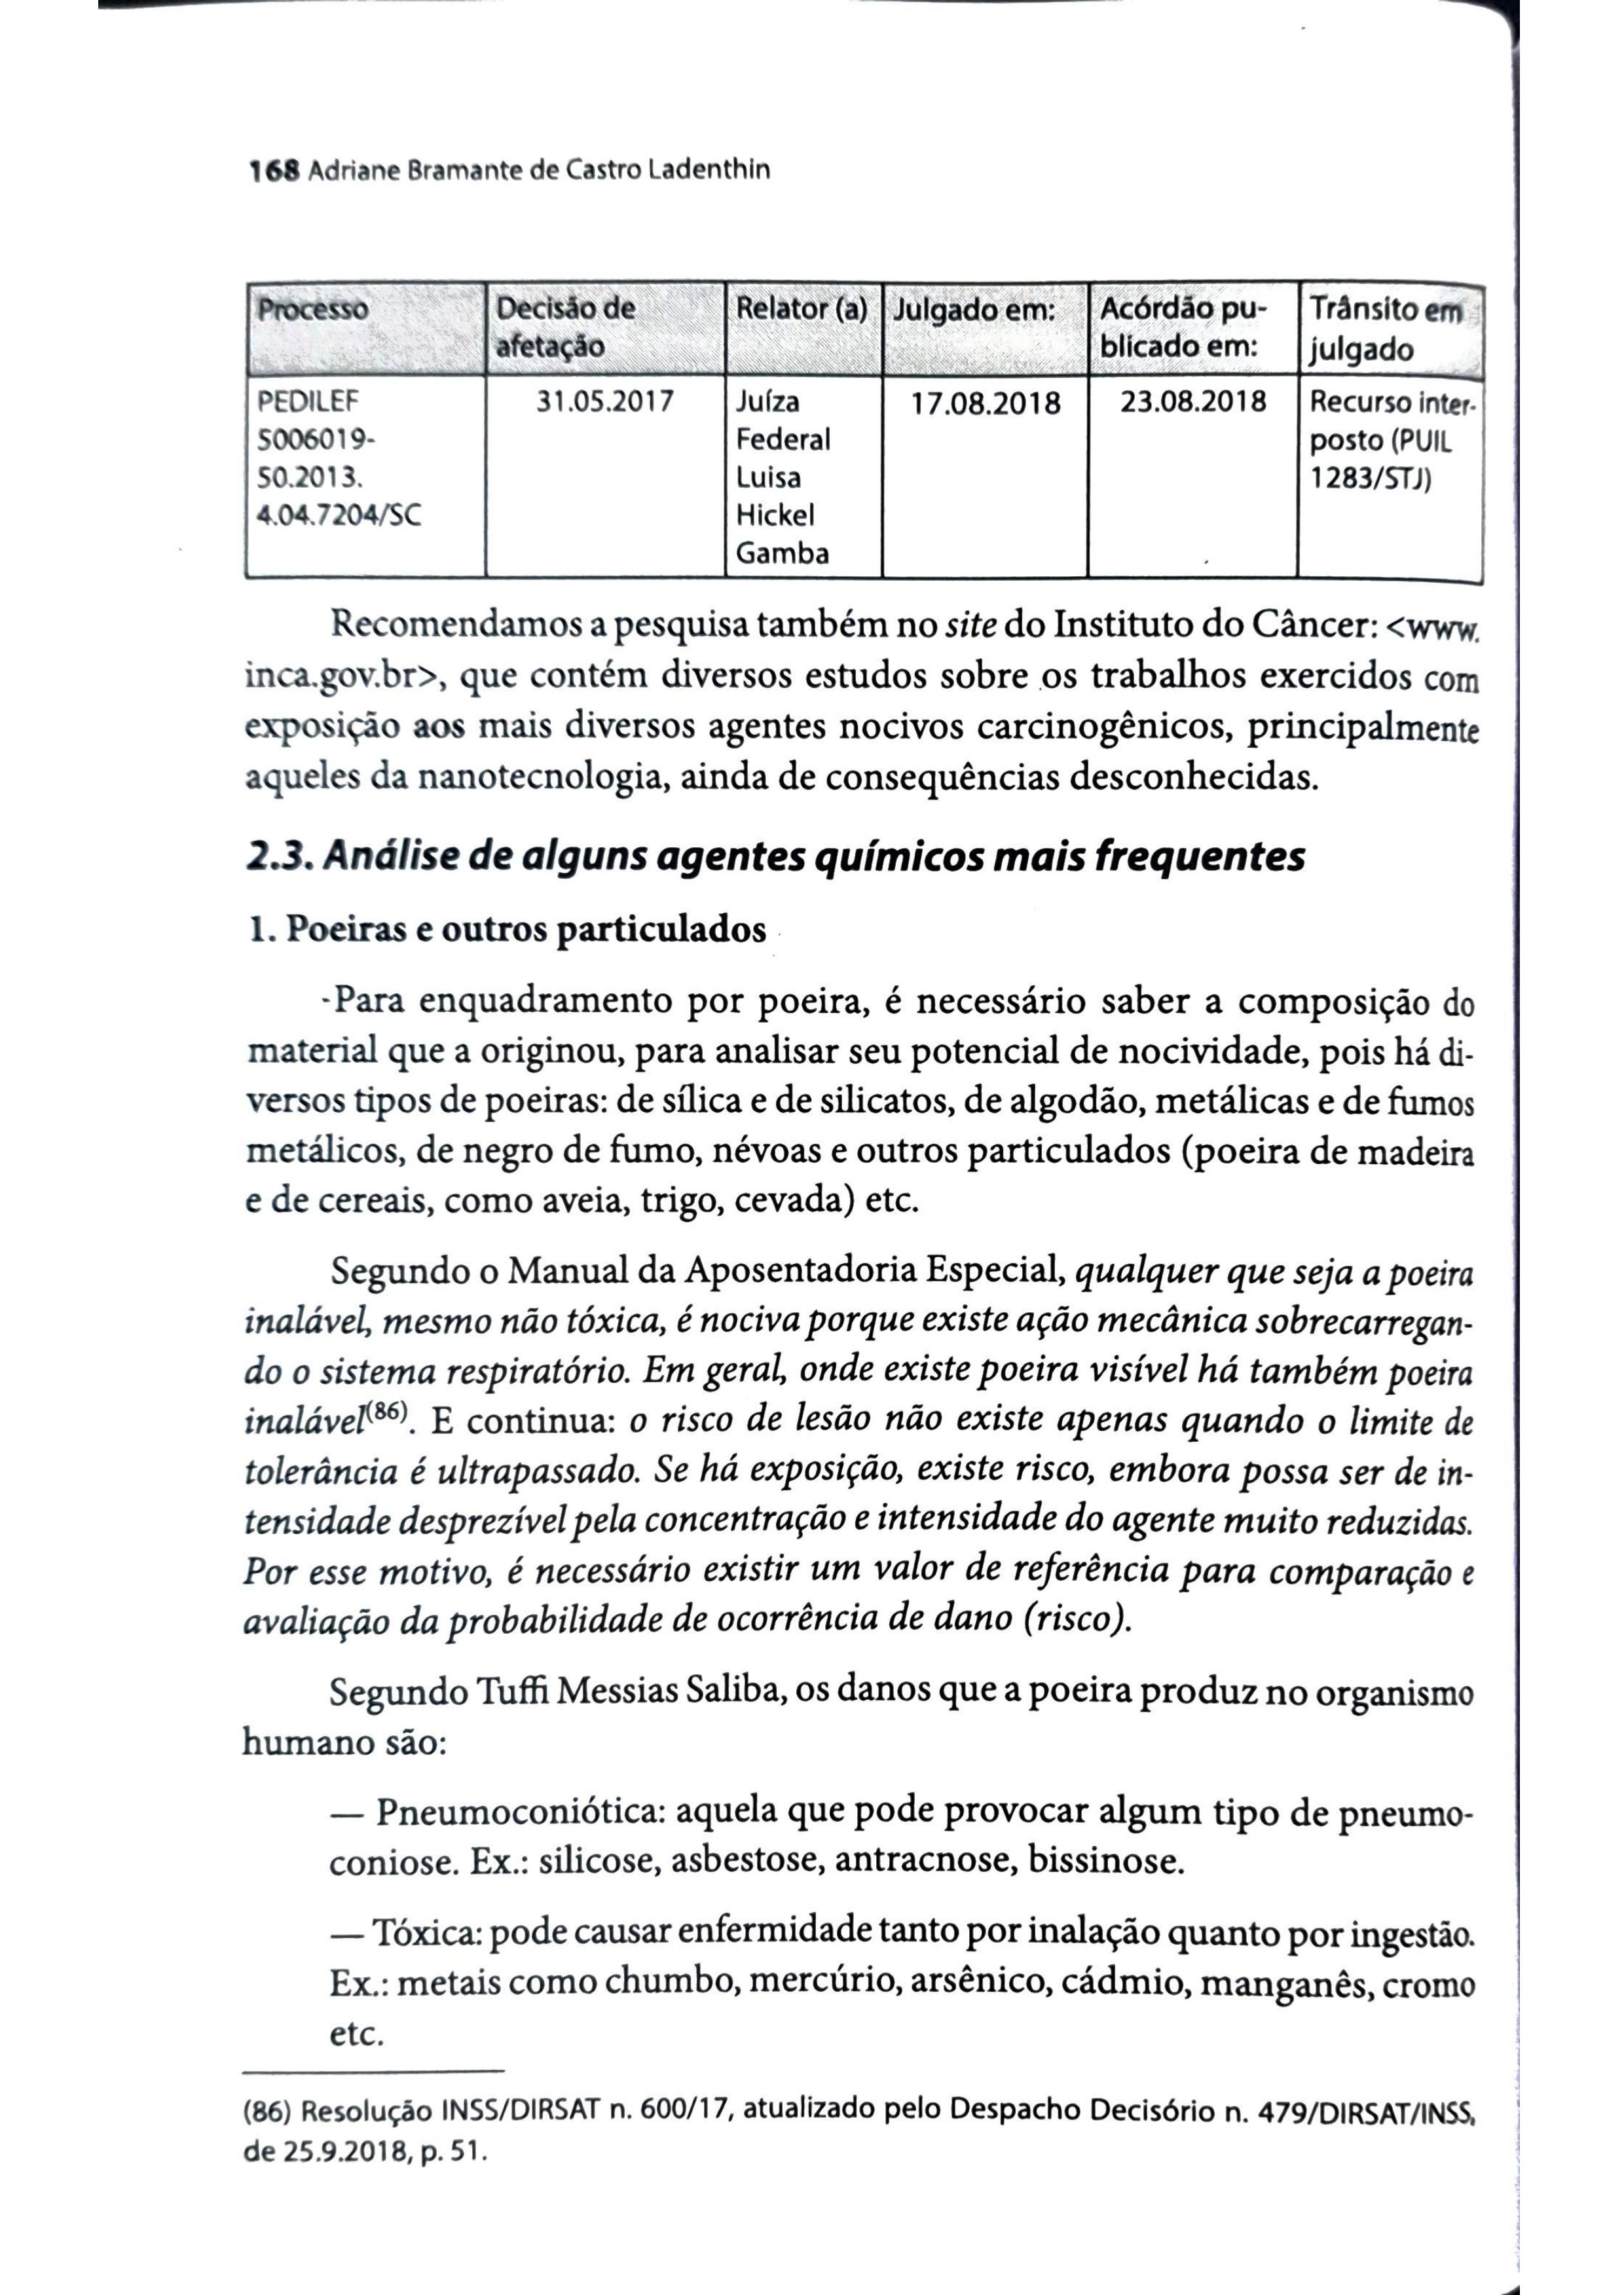 168 Adriane Bramante de Castro Ladenthin
Processo
Decisão de
afetação
Relator (a)
Julgado em:
Acórdão pu-
blicado em:
Trânsito em
julgado
PEDILEF
5006019-
50.2013.
4.04.7204/SC
31.05.2017
Juíza
Federal
Luisa
Hickel
Gamba
17.08.2018
23.08.2018
Recurso inter-
posto (PUIL
1283/STJ)
Recomendamos a pesquisa também no site do Instituto do Câncer: <www.
inca.gov.br>, que contém diversos estudos sobre os trabalhos exercidos com
exposição aos mais diversos agentes nocivos carcinogênicos, principalmente
aqueles da nanotecnologia, ainda de consequências desconhecidas.
2.3. Análise de alguns agentes químicos mais frequentes
1. Poeiras e outros particulados
-Para enquadramento por poeira, é necessário saber a composição do
material que a originou, para analisar seu potencial de nocividade, pois há di-
versos tipos de poeiras: de sílica e de silicatos, de algodão, metálicas e de fumos
metálicos, de negro de fumo, névoas e outros particulados (poeira de madeira
e de cereais, como aveia, trigo, cevada) etc.
Segundo o Manual da Aposentadoria Especial, qualquer que seja a poeira
inalável, mesmo não tóxica, é nociva porque existe ação mecânica sobrecarregan-
do o sistema respiratório. Em geral, onde existe poeira visível há também poeira
inalável(86). E continua: o risco de lesão não existe apenas quando o limite de
tolerância é ultrapassado. Se há exposição, existe risco, embora possa ser de in-
tensidade desprezível pela concentração e intensidade do agente muito reduzidas.
Por esse motivo, é necessário existir um valor de referência para comparação e
avaliação da probabilidade de ocorrência de dano (risco).
Segundo Tuffi Messias Saliba, os danos que a poeira produz no organismo
humano são:
— Pneumoconiótica: aquela que pode provocar algum tipo de pneumo-
coniose. Ex.: silicose, asbestose, antracnose, bissinose.
— Tóxica: pode causar enfermidade tanto por inalação quanto por ingestão.
Ex.: metais como chumbo, mercúrio, arsênico, cádmio, manganês, cromo
etc.
(86) Resolução INSS/DIRSAT n. 600/17, atualizado pelo Despacho Decisório n. 479/DIRSAT/INSS,
de 25.9.2018, p. 51.